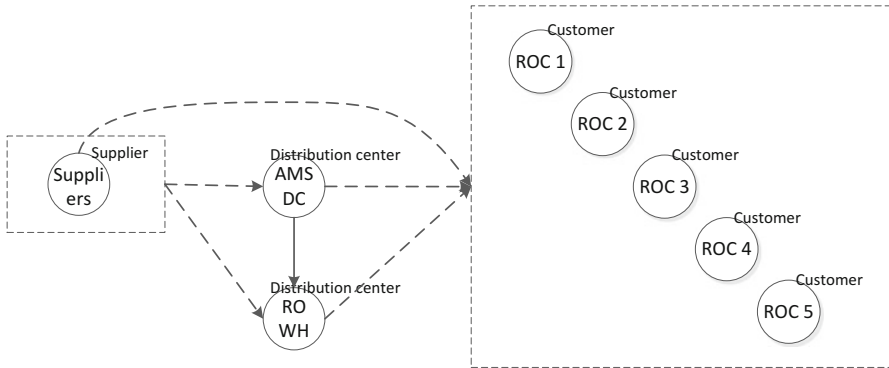 Customer
ROC 1
Customer
ROC 2
Supplier
Suppli
ers
Distribution center
AMS
DC
Customer
ROC 3
Customer
ROC 4
Distribution center
RO
WH
Customer
ROC 5